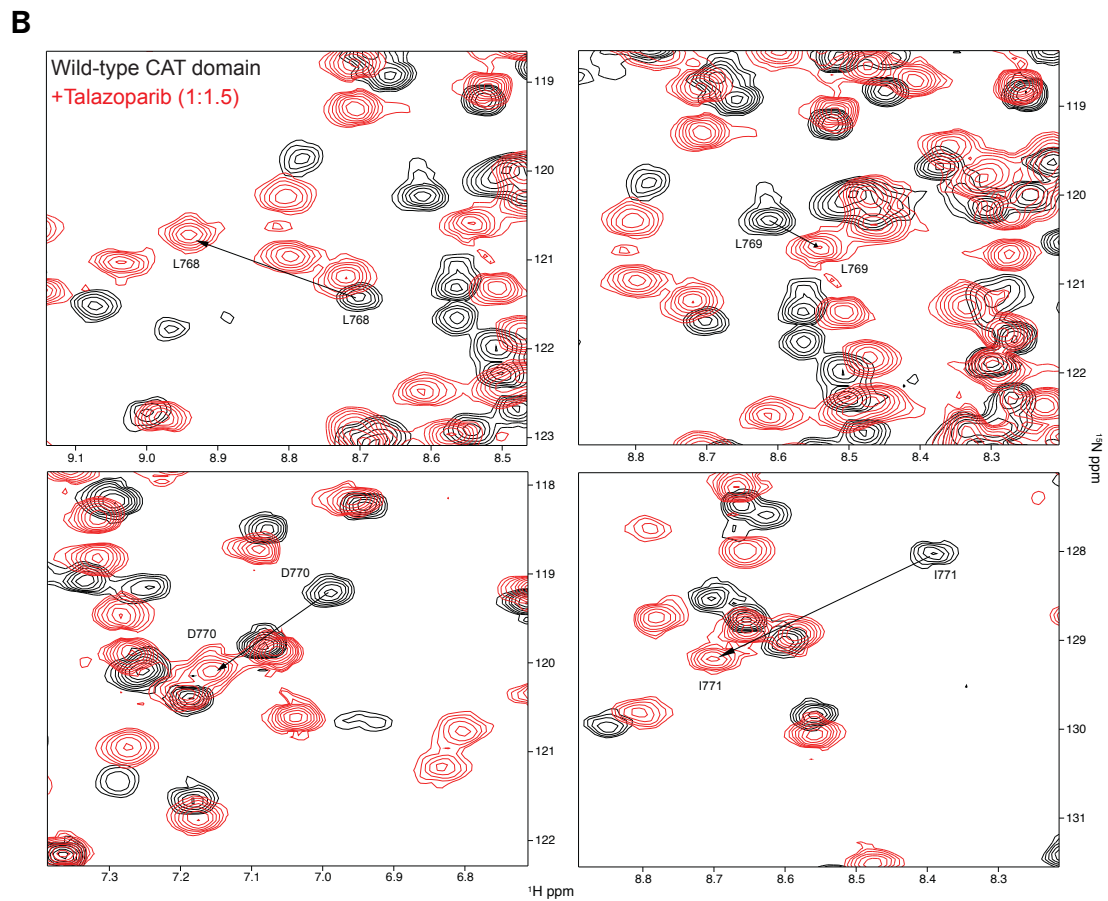 B
Wild-type CAT domain
+Talazoparib (1:1.5)
L768
L768
119
120
121
122
123
9.1 9.0 8.9 8.8 8.7 8.6 8.5
L769
L769
119
120
121
122
8.8 8.7 8.6 8.5 8.4 8.3
¹⁵N ppm
D770
D770
118
119
120
121
122
7.3 7.2 7.1 7.0 6.9 6.8
I771
I771
128
129
130
131
8.8 8.7 8.6 8.5 8.4 8.3
¹H ppm